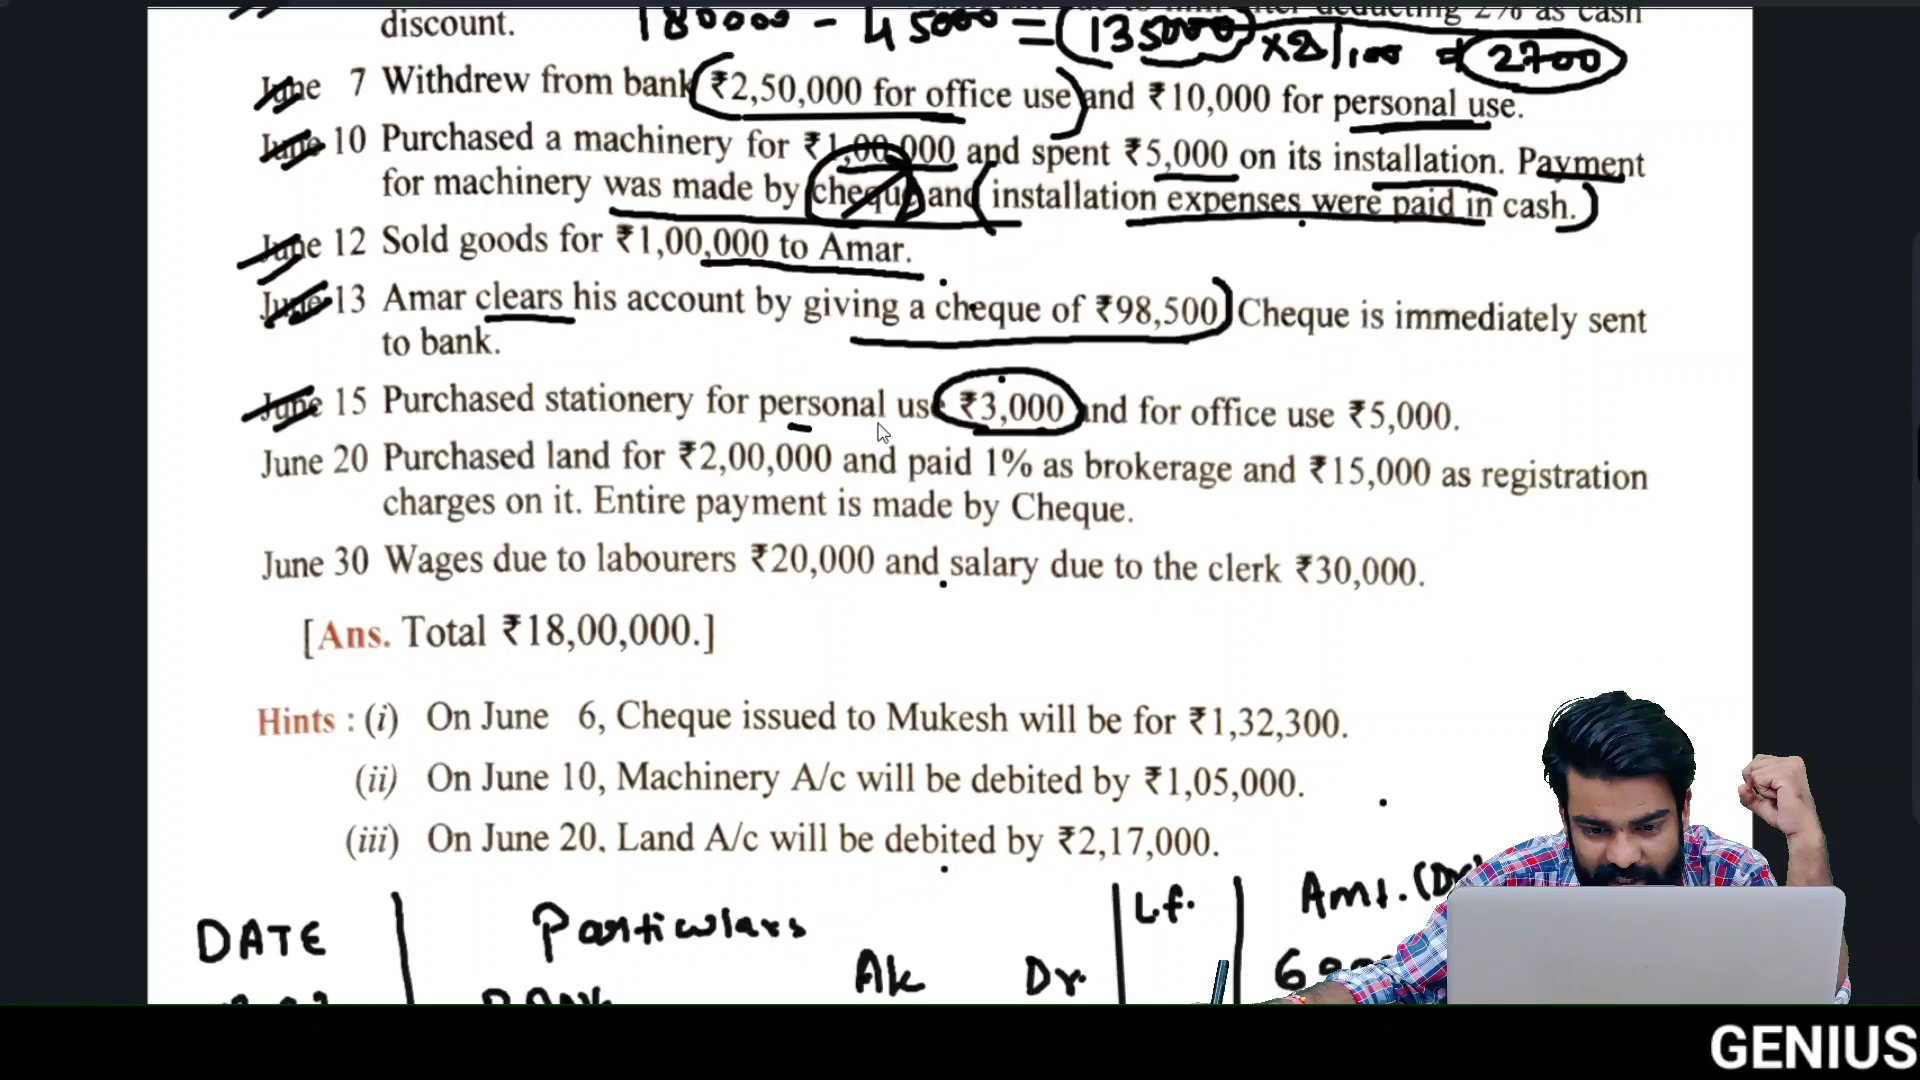 discount. 180000 - 45000 = 135000 × 2/100 = 2700
after deducting 2% as cash
June 7 Withdrew from bank ₹2,50,000 for office use and ₹10,000 for personal use.
June 10 Purchased a machinery for ₹1,00,000 and spent ₹5,000 on its installation. Payment
for machinery was made by cheque and installation expenses were paid in cash.
June 12 Sold goods for ₹1,00,000 to Amar.
June 13 Amar clears his account by giving a cheque of ₹98,500 Cheque is immediately sent
to bank.
June 15 Purchased stationery for personal use ₹3,000 and for office use ₹5,000.
June 20 Purchased land for ₹2,00,000 and paid 1% as brokerage and ₹15,000 as registration
charges on it. Entire payment is made by Cheque.
June 30 Wages due to labourers ₹20,000 and salary due to the clerk ₹30,000.
[Ans. Total ₹18,00,000.]
Hints : (i) On June 6, Cheque issued to Mukesh will be for ₹1,32,300.
(ii) On June 10, Machinery A/c will be debited by ₹1,05,000.
(iii) On June 20, Land A/c will be debited by ₹2,17,000.
DATE Particulars L.f. Amt. (Dr
A/c Dr.
BANK
GENIUS